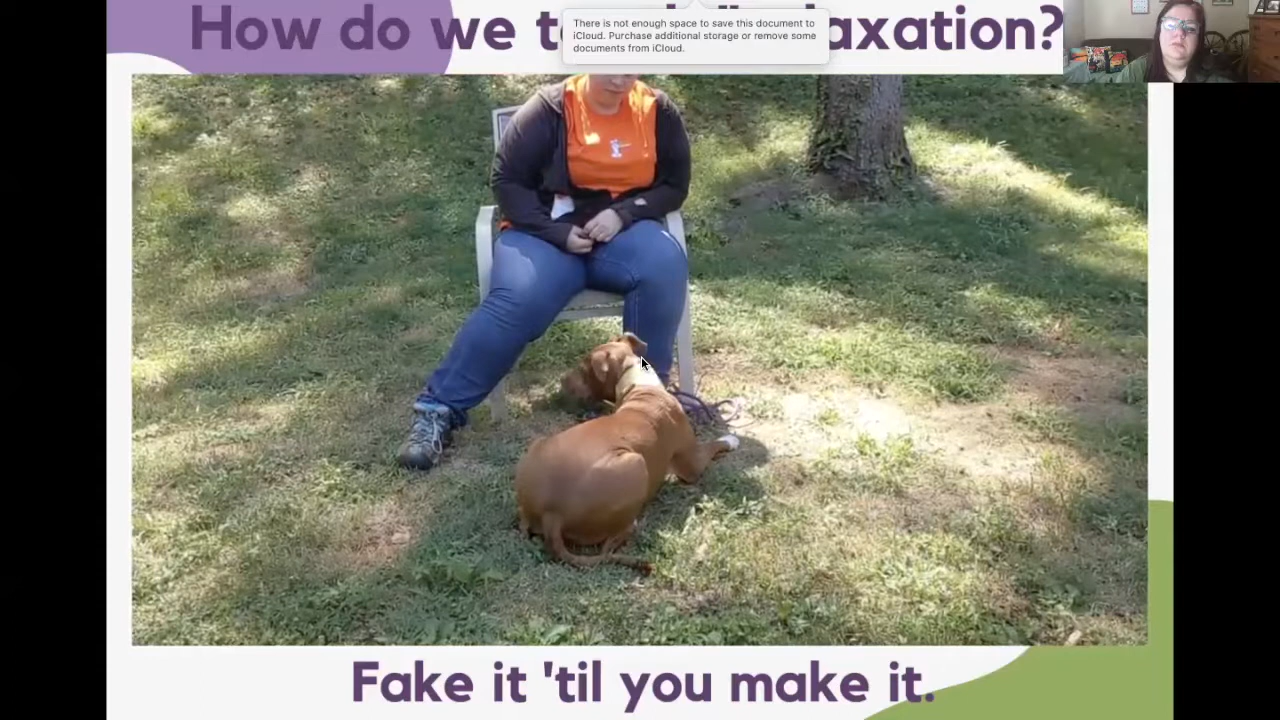 How do we t
axation?
There is not enough space to save this document to
iCloud. Purchase additional storage or remove some
documents from iCloud.
Fake it 'til you make it.